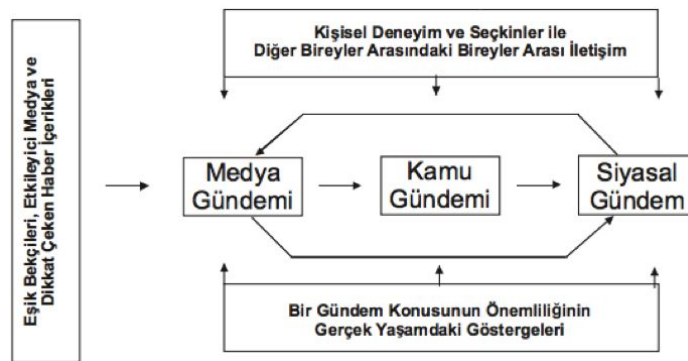 Kişisel Deneyim ve Seçkinler ile
Diğer Bireyler Arasındaki Bireyler Arası İletişim
Eşik Bekçileri, Etkileyici Medya ve
Dikkat Çeken Haber İçerikleri
Medya
Gündemi
Kamu
Gündemi
Siyasal
Gündem
Bir Gündem Konusunun Önemliliğinin
Gerçek Yaşamdaki Göstergeleri